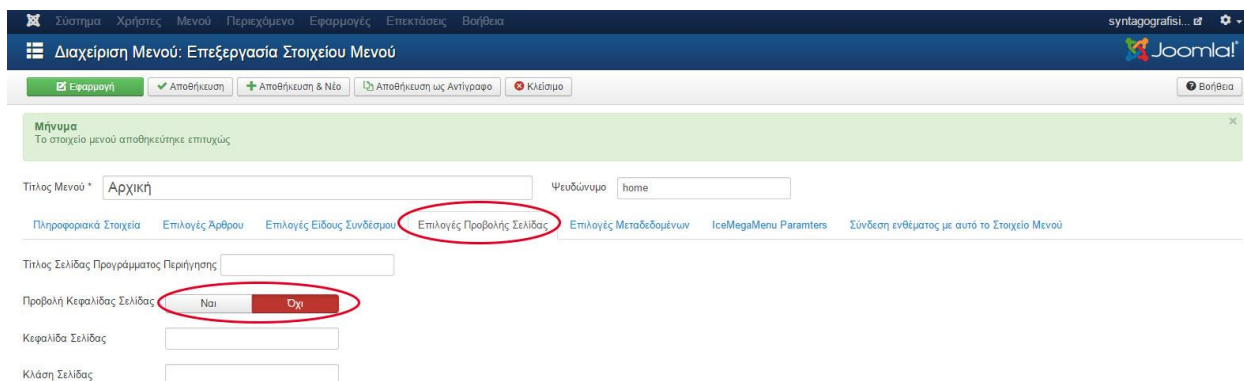 Σύστημα Χρήστες Μενού Περιεχόμενο Εφαρμογές Επεκτάσεις Βοήθεια syntagografisi...
Διαχείριση Μενού: Επεξεργασία Στοιχείου Μενού Joomla!
Εφαρμογή Αποθήκευση Αποθήκευση & Νέο Αποθήκευση ως Αντίγραφο Κλείσιμο Βοήθεια
Μήνυμα
Το στοιχείο μενού αποθηκεύτηκε επιτυχώς
Τίτλος Μενού * Αρχική Ψευδώνυμο home
Πληροφοριακά Στοιχεία Επιλογές Άρθρου Επιλογές Είδους Συνδέσμου Επιλογές Προβολής Σελίδας Επιλογές Μεταδεδομένων IceMegaMenu Paramters Σύνδεση ενθέματος με αυτό το Στοιχείο Μενού
Τίτλος Σελίδας Προγράμματος Περιήγησης
Προβολή Κεφαλίδας Σελίδας Ναι Όχι
Κεφαλίδα Σελίδας
Κλάση Σελίδας